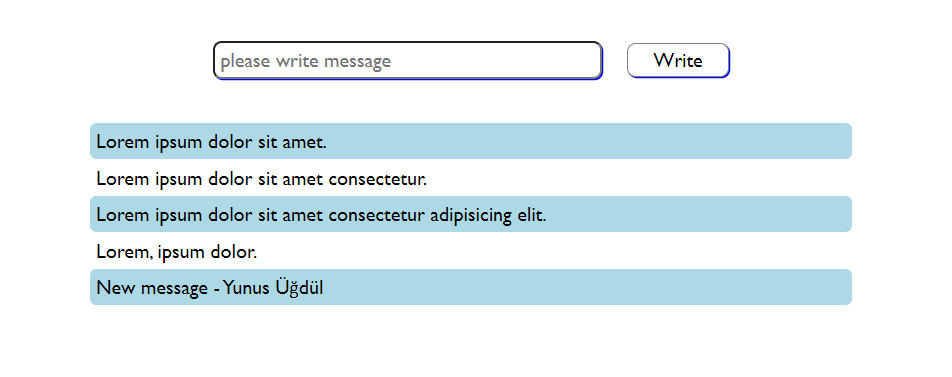 please write message
Write
Lorem ipsum dolor sit amet.
Lorem ipsum dolor sit amet consectetur.
Lorem ipsum dolor sit amet consectetur adipisicing elit.
Lorem, ipsum dolor.
New message - Yunus Üğdül